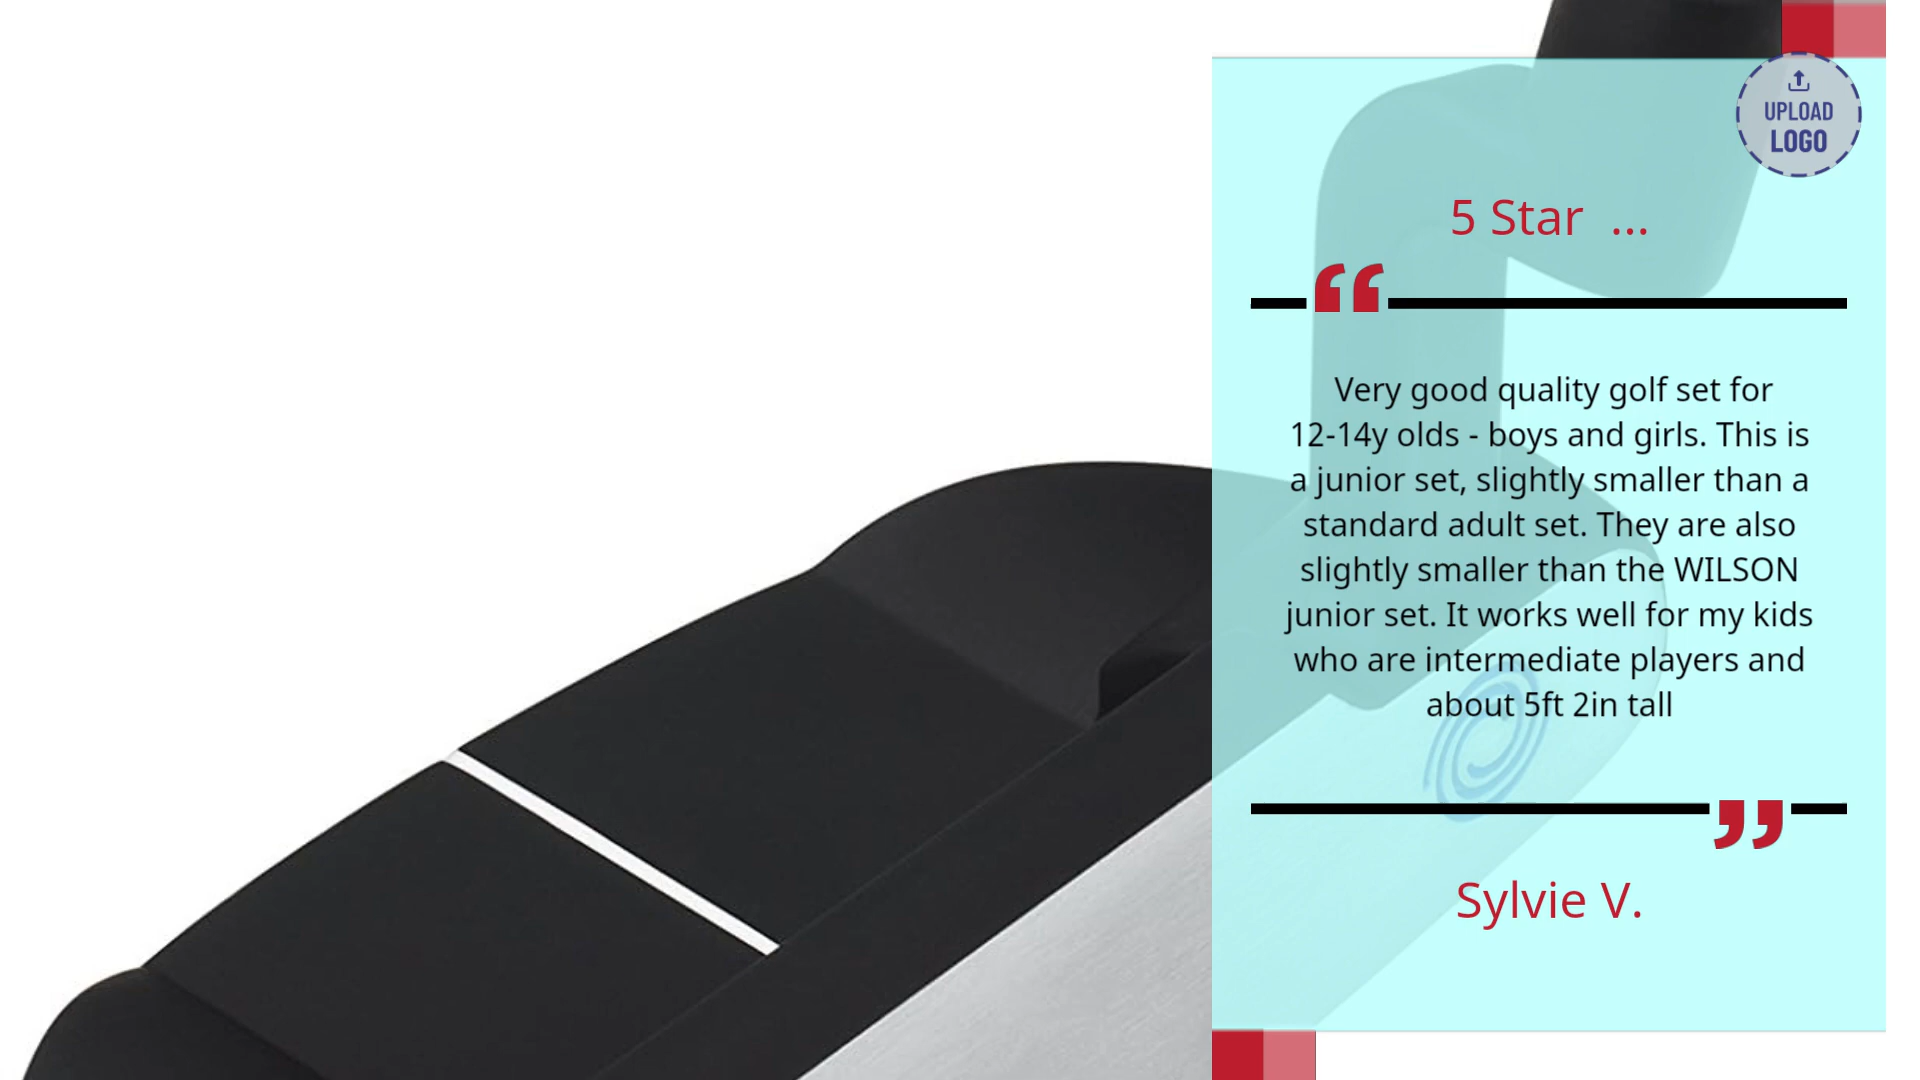 UPLOAD
LOGO
5 Star  ...
“
Very good quality golf set for
12-14y olds - boys and girls. This is
a junior set, slightly smaller than a
standard adult set. They are also
slightly smaller than the WILSON
junior set. It works well for my kids
who are intermediate players and
about 5ft 2in tall
”
Sylvie V.